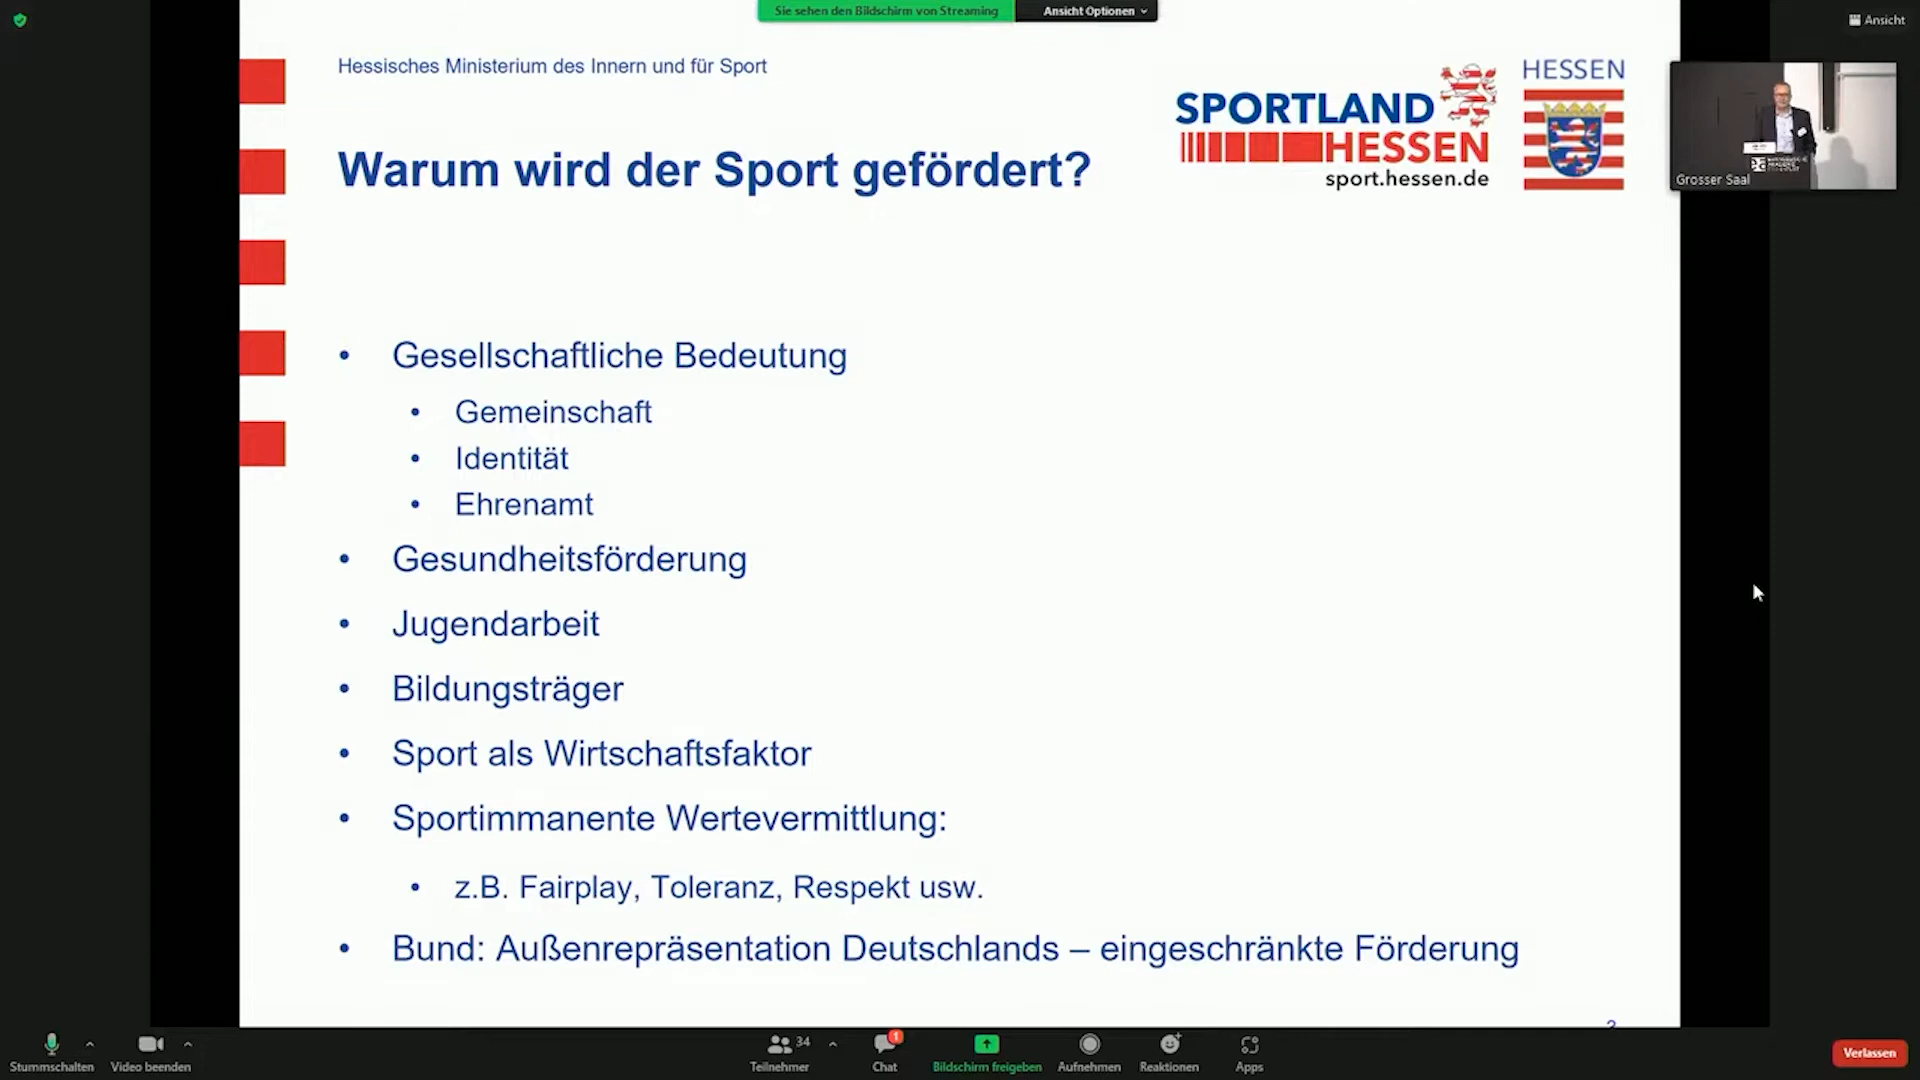 Sie sehen den Bildschirm von Streaming
Ansicht Optionen
Ansicht
Hessisches Ministerium des Innern und für Sport
SPORTLAND
HESSEN
sport.hessen.de
HESSEN
Grosser Saal
Warum wird der Sport gefördert?
• Gesellschaftliche Bedeutung
• Gemeinschaft
• Identität
• Ehrenamt
• Gesundheitsförderung
• Jugendarbeit
• Bildungsträger
• Sport als Wirtschaftsfaktor
• Sportimmanente Wertevermittlung:
• z.B. Fairplay, Toleranz, Respekt usw.
• Bund: Außenrepräsentation Deutschlands – eingeschränkte Förderung
Stummschalten
Video beenden
34
Teilnehmer
1
Chat
Bildschirm freigeben
Aufnehmen
Reaktionen
Apps
Verlassen